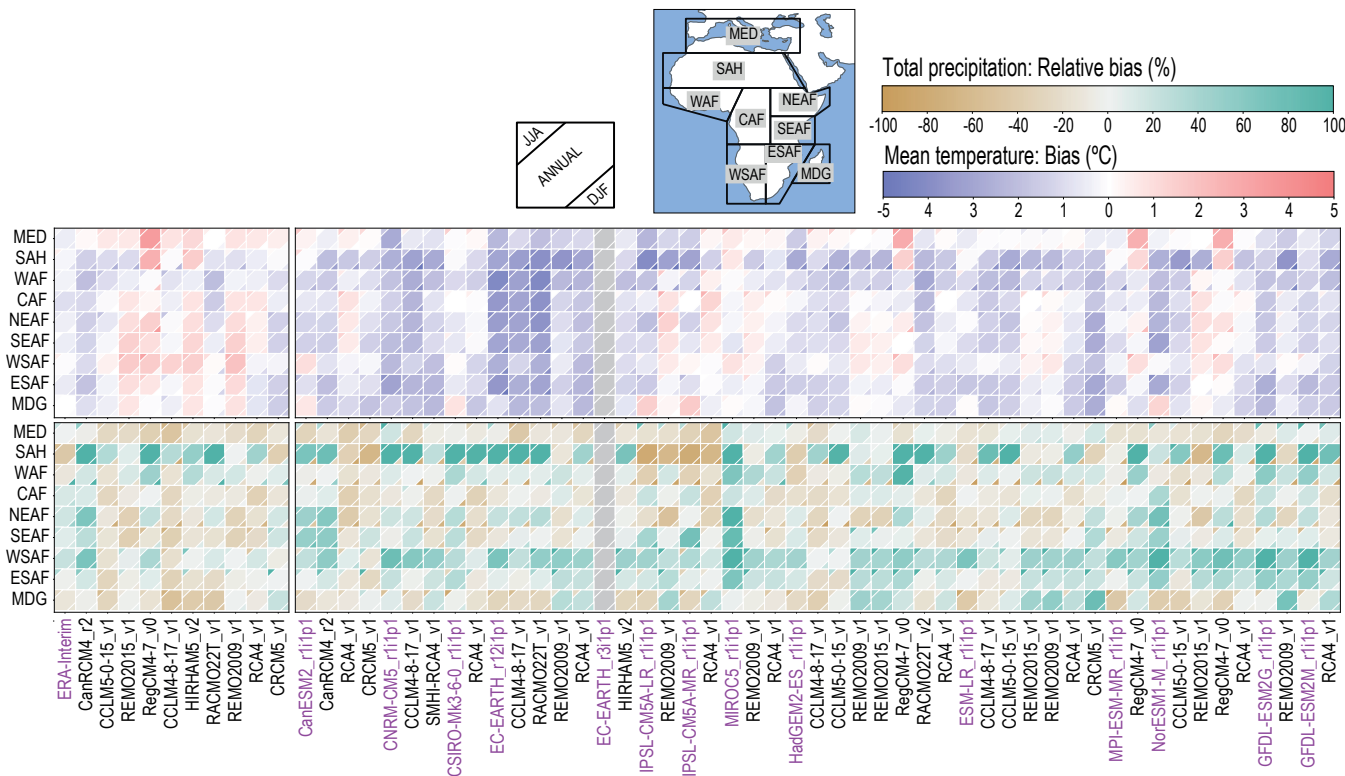 MED
SAH
WAF
NEAF
CAF
SEAF
ESAF
WSAF
MDG
JJA
ANNUAL
DJF
Total precipitation: Relative bias (%)
-100 -80 -60 -40 -20 0 20 40 60 80 100
Mean temperature: Bias (ºC)
-5 4 3 2 1 0 1 2 3 4 5
MED
SAH
WAF
CAF
NEAF
SEAF
WSAF
ESAF
MDG
MED
SAH
WAF
CAF
NEAF
SEAF
WSAF
ESAF
MDG
ERA-Interim
CanRCM4_r2
CCLM5-0-15_v1
REMO2015_v1
RegCM4-7_v0
CCLM4-8-17_v1
HIRHAM5_v2
RACMO22T_v1
REMO2009_v1
RCA4_v1
CRCM5_v1
CanESM2_r1i1p1
CanRCM4_r2
RCA4_v1
CRCM5_v1
CNRM-CM5_r1i1p1
CCLM4-8-17_v1
SMHI-RCA4_v1
CSIRO-Mk3-6-0_r1i1p1
RCA4_v1
EC-EARTH_r12i1p1
CCLM4-8-17_v1
RACMO22T_v1
REMO2009_v1
RCA4_v1
EC-EARTH_r3i1p1
HIRHAM5_v2
IPSL-CM5A-LR_r1i1p1
REMO2009_v1
IPSL-CM5A-MR_r1i1p1
RCA4_v1
MIROC5_r1i1p1
REMO2009_v1
RCA4_v1
HadGEM2-ES_r1i1p1
CCLM4-8-17_v1
CCLM5-0-15_v1
REMO2009_v1
REMO2015_v1
RegCM4-7_v0
RACMO22T_v2
RCA4_v1
ESM-LR_r1i1p1
CCLM4-8-17_v1
CCLM5-0-15_v1
REMO2015_v1
REMO2009_v1
RCA4_v1
CRCM5_v1
MPI-ESM-MR_r1i1p1
RegCM4-7_v0
NorESM1-M_r1i1p1
CCLM5-0-15_v1
REMO2015_v1
RegCM4-7_v0
RCA4_v1
GFDL-ESM2G_r1i1p1
REMO2009_v1
GFDL-ESM2M_r1i1p1
RCA4_v1